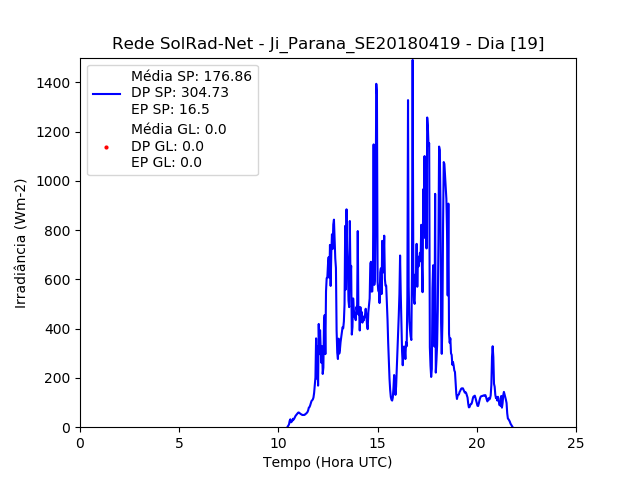 Rede SolRad-Net - Ji_Parana_SE20180419 - Dia [19]
Média SP: 176.86
DP SP: 304.73
EP SP: 16.5
Média GL: 0.0
DP GL: 0.0
EP GL: 0.0
Irradiância (Wm-2)
1400
1200
1000
800
600
400
200
0
0 5 10 15 20 25
Tempo (Hora UTC)